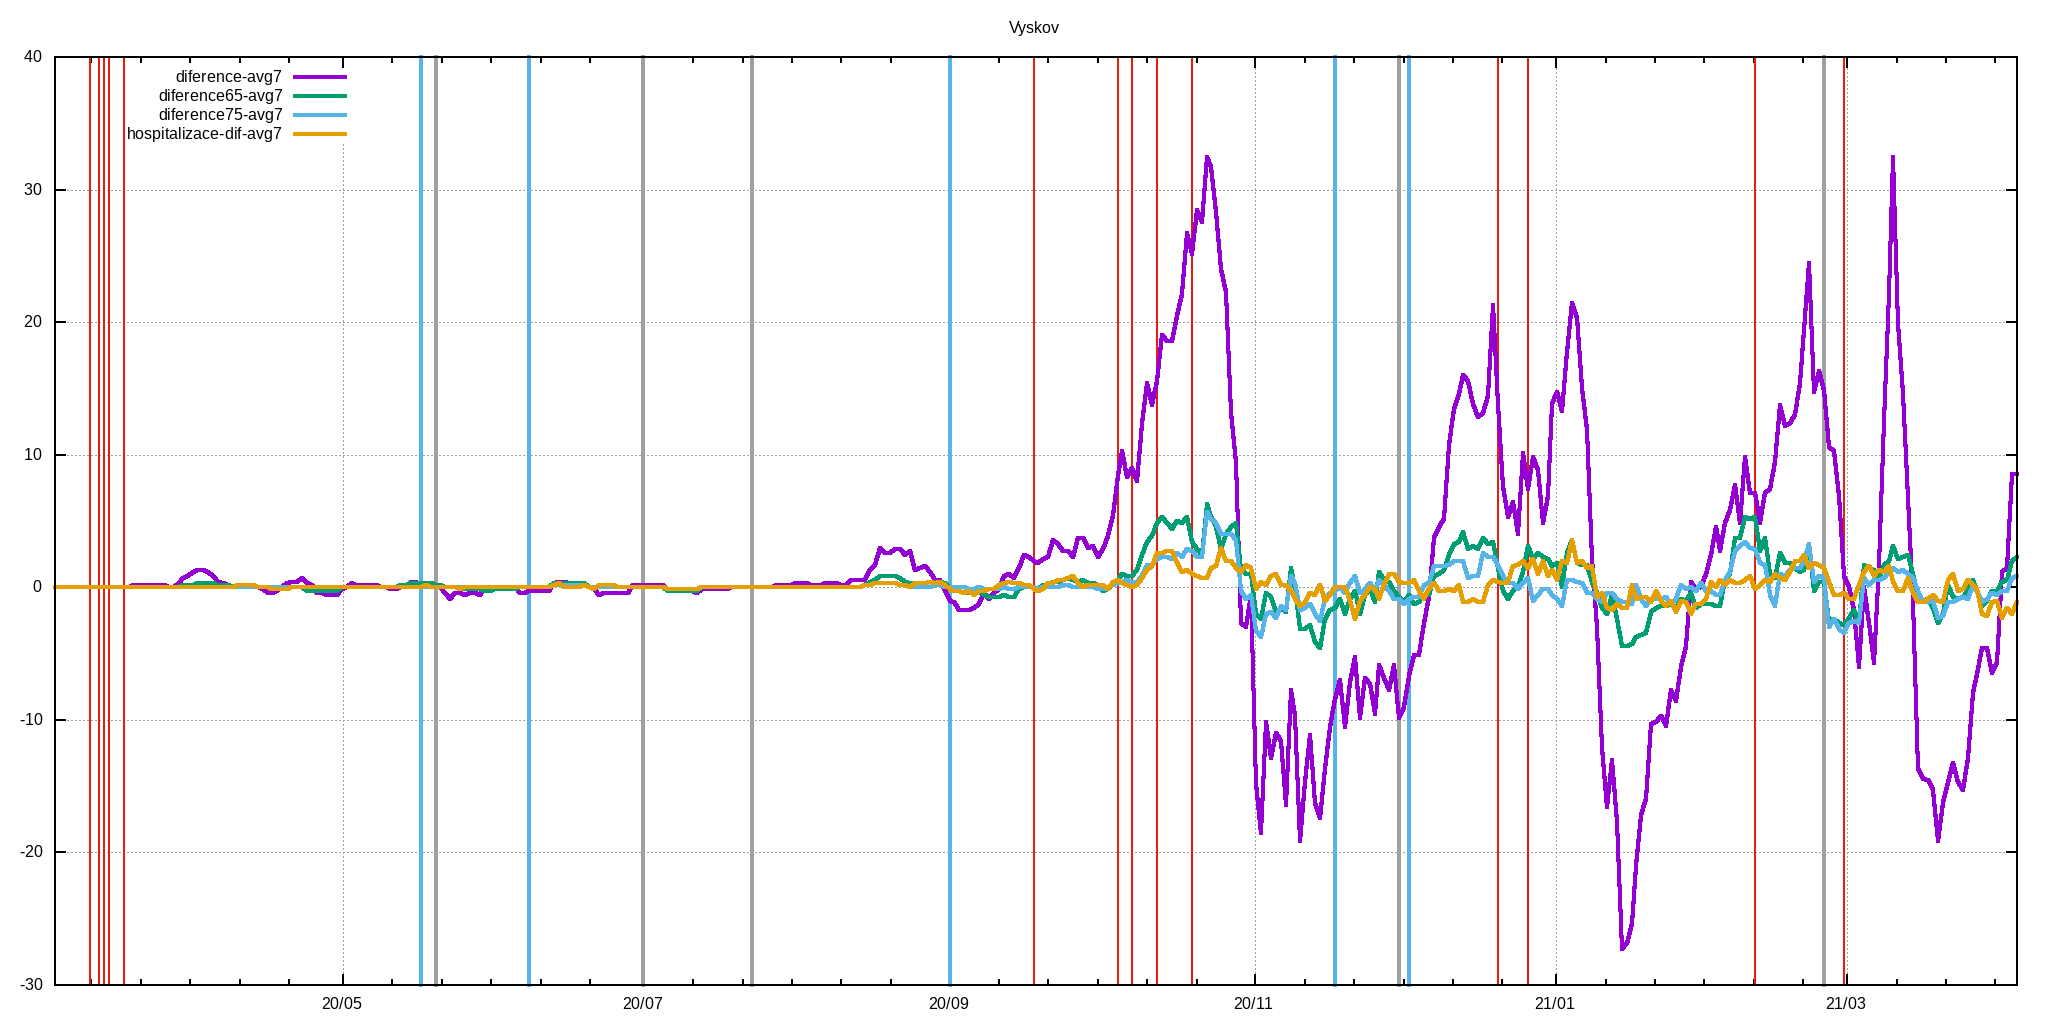 Vyskov
40
diference-avg7
diference65-avg7
diference75-avg7
hospitalizace-dif-avg7
30
20
10
0
-10
-20
-30
20/05
20/07
20/09
20/11
21/01
21/03